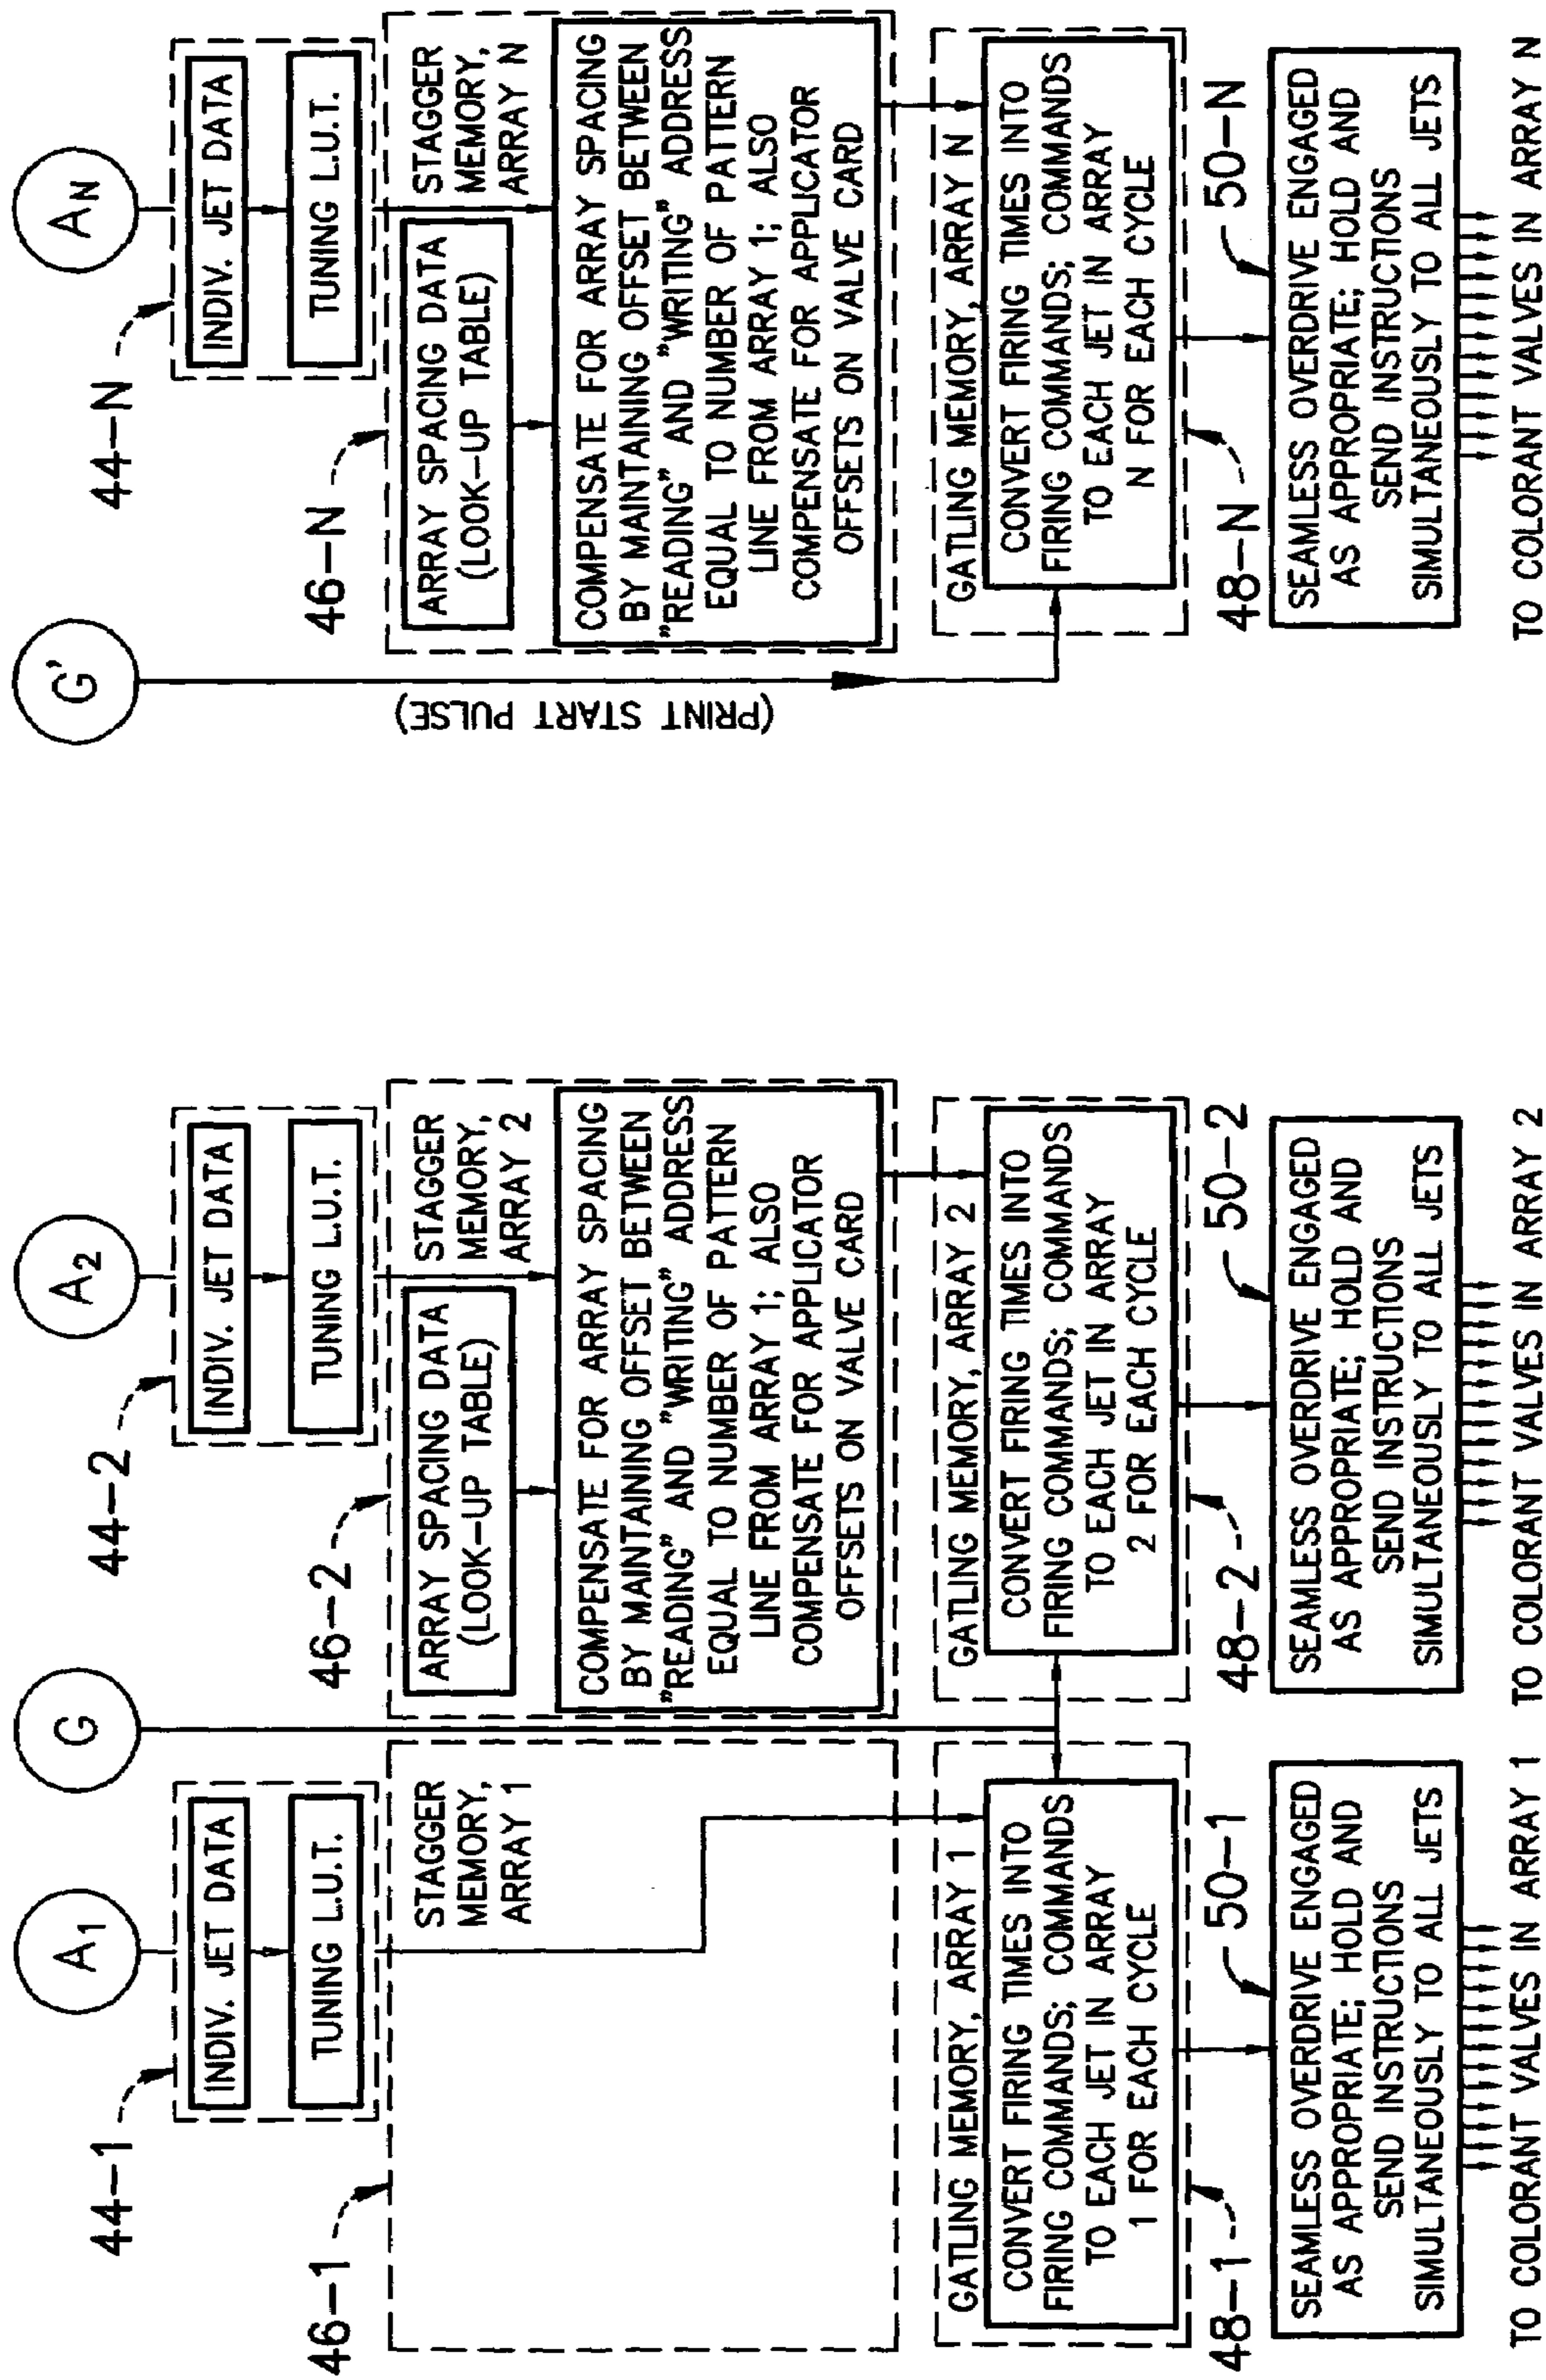 A1
44-1
INDIV. JET DATA
TUNING L.U.T.
46-1
STAGGER
MEMORY,
ARRAY 1
GATLING MEMORY, ARRAY 1
CONVERT FIRING TIMES INTO
FIRING COMMANDS; COMMANDS
TO EACH JET IN ARRAY
1 FOR EACH CYCLE
48-1
50-1
SEAMLESS OVERDRIVE ENGAGED
AS APPROPRIATE; HOLD AND
SEND INSTRUCTIONS
SIMULTANEOUSLY TO ALL JETS
TO COLORANT VALVES IN ARRAY 1
G
A2
44-2
INDIV. JET DATA
TUNING L.U.T.
46-2
STAGGER
MEMORY,
ARRAY 2
ARRAY SPACING DATA
(LOOK-UP TABLE)
COMPENSATE FOR ARRAY SPACING
BY MAINTAINING OFFSET BETWEEN
"READING" AND "WRITING" ADDRESS
EQUAL TO NUMBER OF PATTERN
LINE FROM ARRAY 1; ALSO
COMPENSATE FOR APPLICATOR
OFFSETS ON VALVE CARD
GATLING MEMORY, ARRAY 2
CONVERT FIRING TIMES INTO
FIRING COMMANDS; COMMANDS
TO EACH JET IN ARRAY
2 FOR EACH CYCLE
48-2
50-2
SEAMLESS OVERDRIVE ENGAGED
AS APPROPRIATE; HOLD AND
SEND INSTRUCTIONS
SIMULTANEOUSLY TO ALL JETS
TO COLORANT VALVES IN ARRAY 2
G'
(PRINT START PULSE)
AN
44-N
INDIV. JET DATA
TUNING L.U.T.
46-N
STAGGER
MEMORY,
ARRAY N
ARRAY SPACING DATA
(LOOK-UP TABLE)
COMPENSATE FOR ARRAY SPACING
BY MAINTAINING OFFSET BETWEEN
"READING" AND "WRITING" ADDRESS
EQUAL TO NUMBER OF PATTERN
LINE FROM ARRAY 1; ALSO
COMPENSATE FOR APPLICATOR
OFFSETS ON VALVE CARD
GATLING MEMORY, ARRAY N
CONVERT FIRING TIMES INTO
FIRING COMMANDS; COMMANDS
TO EACH JET IN ARRAY
N FOR EACH CYCLE
48-N
50-N
SEAMLESS OVERDRIVE ENGAGED
AS APPROPRIATE; HOLD AND
SEND INSTRUCTIONS
SIMULTANEOUSLY TO ALL JETS
TO COLORANT VALVES IN ARRAY N